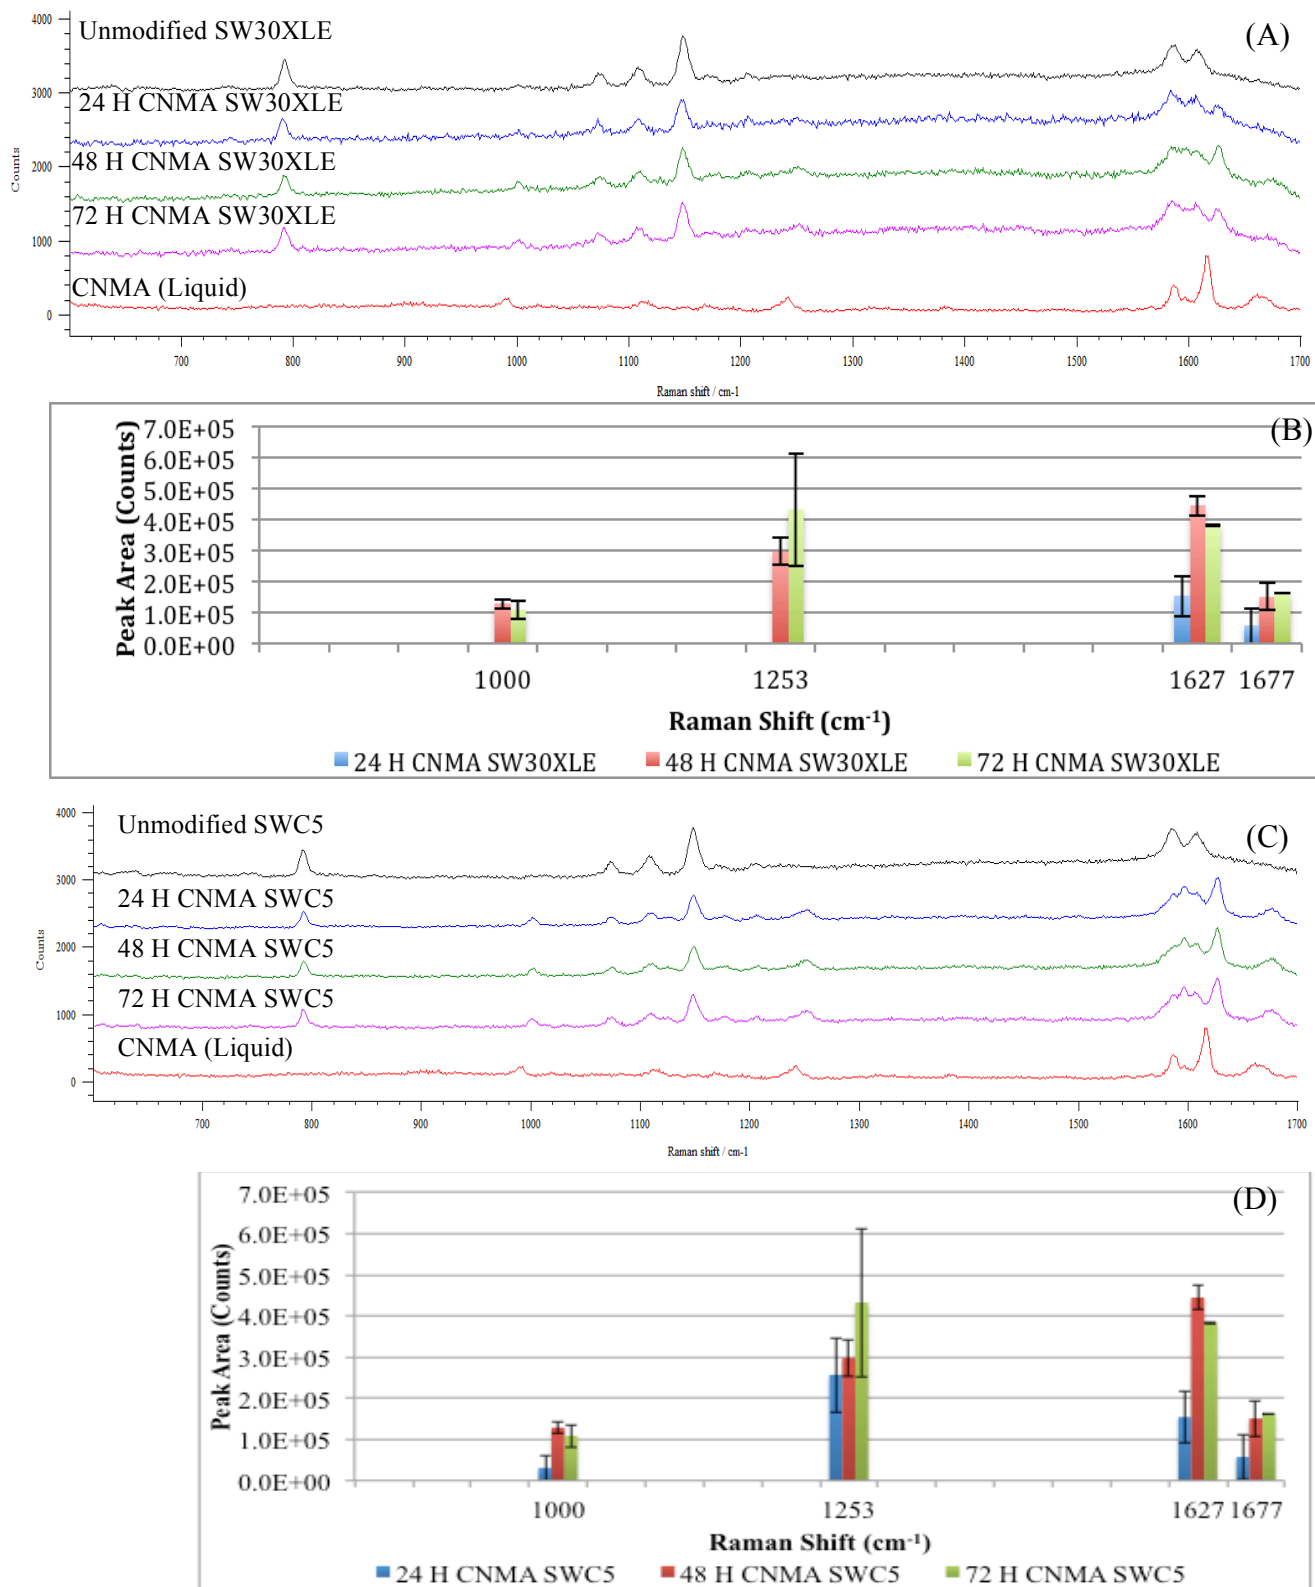 (A)
4000
Unmodified SW30XLE
3000
24 H CNMA SW30XLE
Counts
2000
48 H CNMA SW30XLE
1000
72 H CNMA SW30XLE
CNMA (Liquid)
0
700 800 900 1000 1100 1200 1300 1400 1500 1600 1700
Raman shift / cm-1
(B)
Peak Area (Counts)
7.0E+05
6.0E+05
5.0E+05
4.0E+05
3.0E+05
2.0E+05
1.0E+05
0.0E+00
1000 1253 1627 1677
Raman Shift (cm⁻¹)
24 H CNMA SW30XLE 48 H CNMA SW30XLE 72 H CNMA SW30XLE
(C)
4000
Unmodified SWC5
3000
24 H CNMA SWC5
Counts
2000
48 H CNMA SWC5
72 H CNMA SWC5
1000
CNMA (Liquid)
0
700 800 900 1000 1100 1200 1300 1400 1500 1600 1700
Raman shift / cm-1
(D)
Peak Area (Counts)
7.0E+05
6.0E+05
5.0E+05
4.0E+05
3.0E+05
2.0E+05
1.0E+05
0.0E+00
1000 1253 1627 1677
Raman Shift (cm⁻¹)
24 H CNMA SWC5 48 H CNMA SWC5 72 H CNMA SWC5